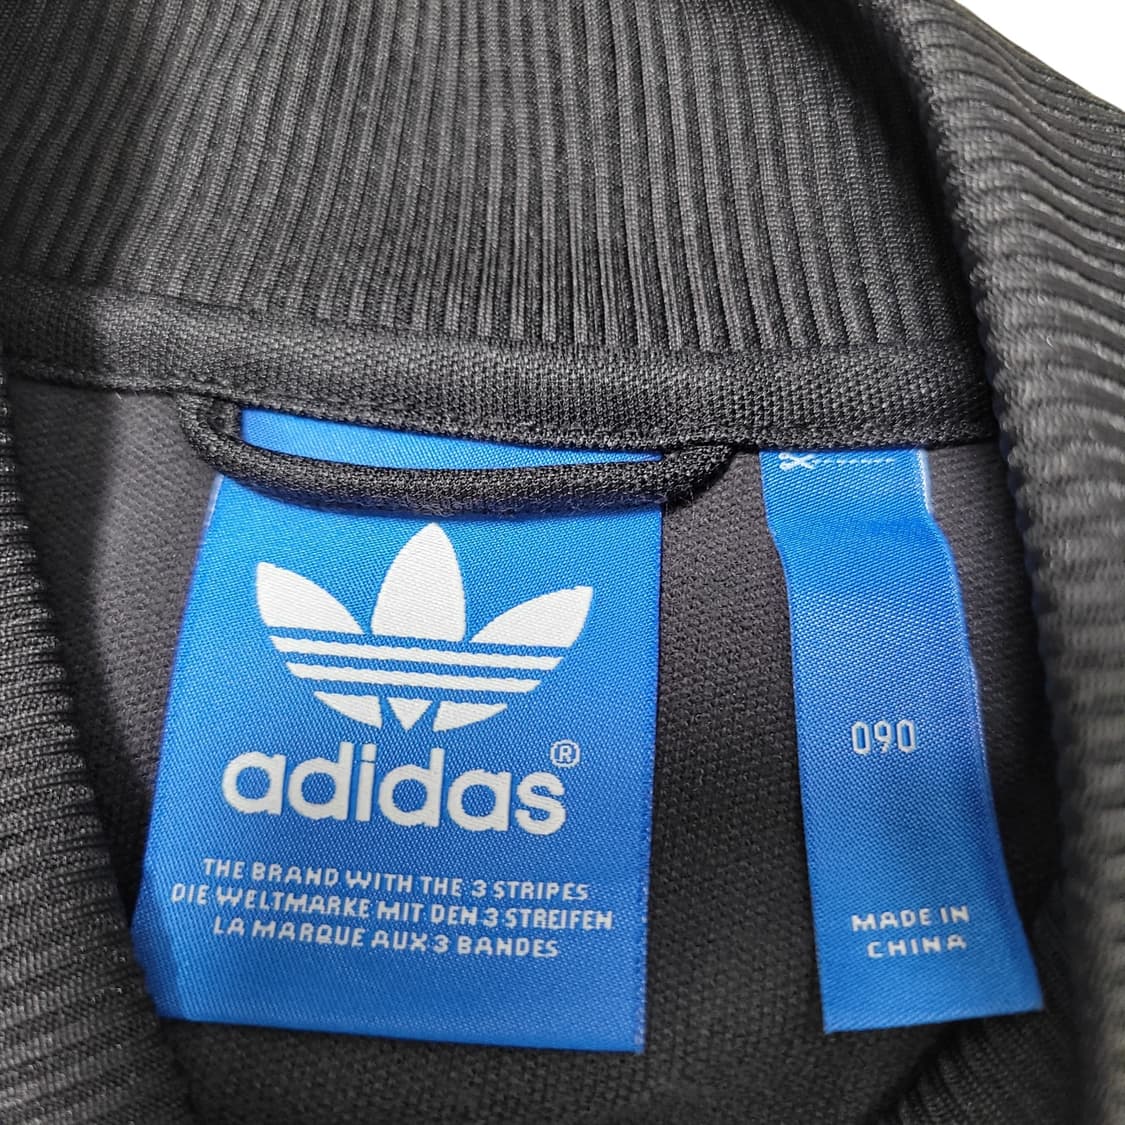 adidas®
THE BRAND WITH THE 3 STRIPES
DIE WELTMARKE MIT DEN 3 STREIFEN
LA MARQUE AUX 3 BANDES
090
MADE IN
CHINA